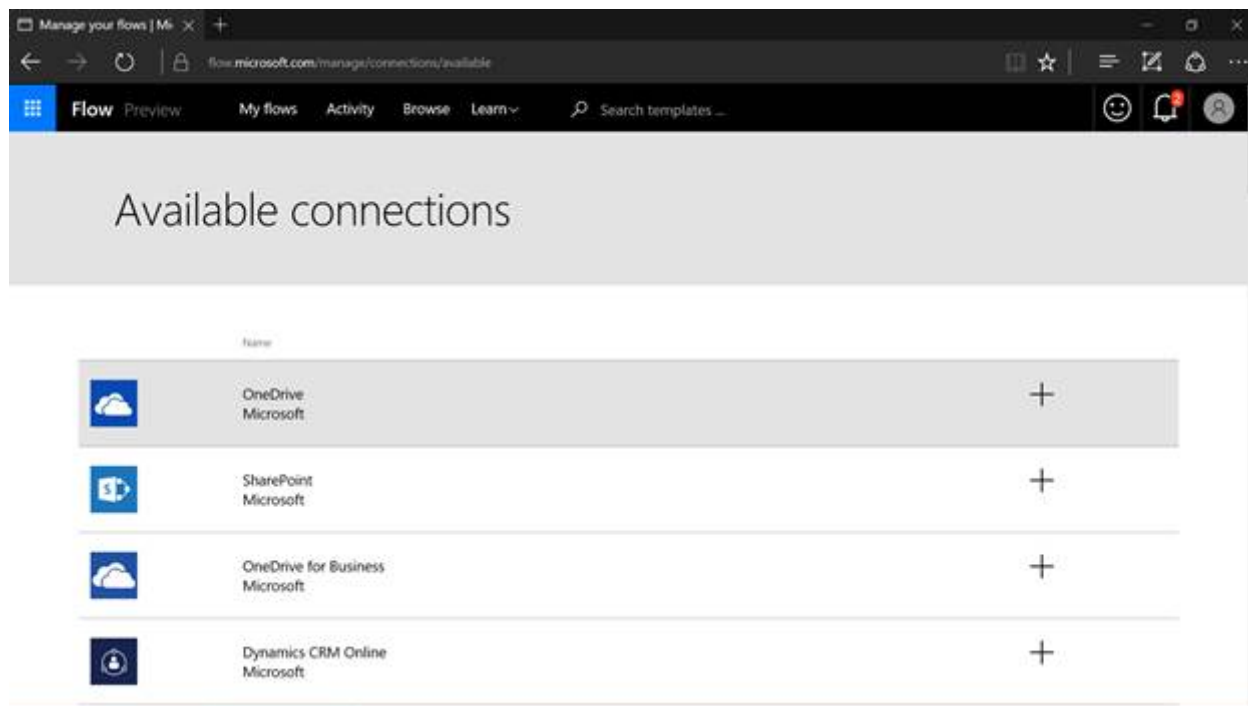 Manage your flows | Mi
flow.microsoft.com/manage/connections/available
Flow Preview My flows Activity Browse Learn Search templates ...
2
Available connections
Name
OneDrive
Microsoft
SharePoint
Microsoft
OneDrive for Business
Microsoft
Dynamics CRM Online
Microsoft